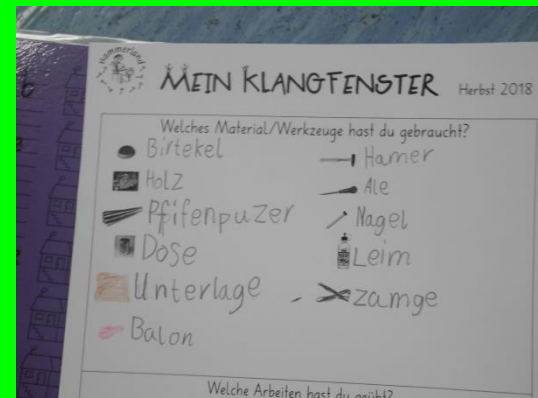 Hammerland
MEIN KLANGFENSTER Herbst 2018
Welches Material/Werkzeuge hast du gebraucht?
Birtekel
Hamer
Holz
Ale
Pfifenpuzer
Nagel
Dose
Leim
Unterlage
zamge
Balon
Welche Arbeiten hast du geübt?